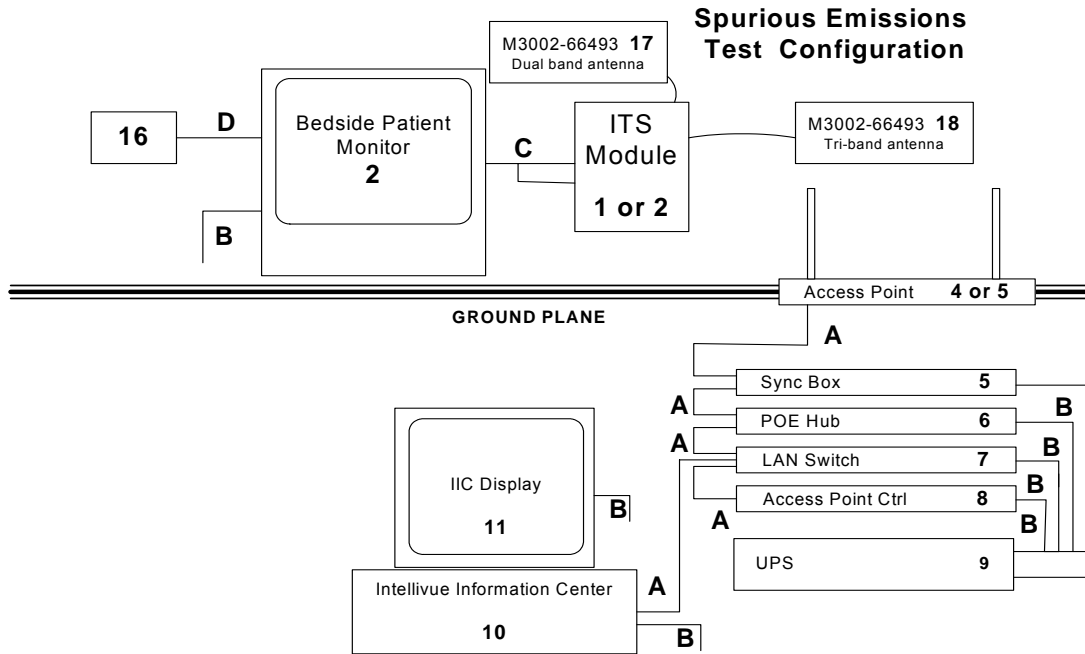 Spurious Emissions
Test Configuration
M3002-66493 17
Dual band antenna
16
D
Bedside Patient
Monitor
2
B
C
ITS
Module
1 or 2
M3002-66493 18
Tri-band antenna
Access Point 4 or 5
GROUND PLANE
A
Sync Box 5
A
B
POE Hub 6
A
B
LAN Switch 7
B
Access Point Ctrl 8
A
B
UPS 9
IIC Display
11
B
Intellivue Information Center
10
A
B